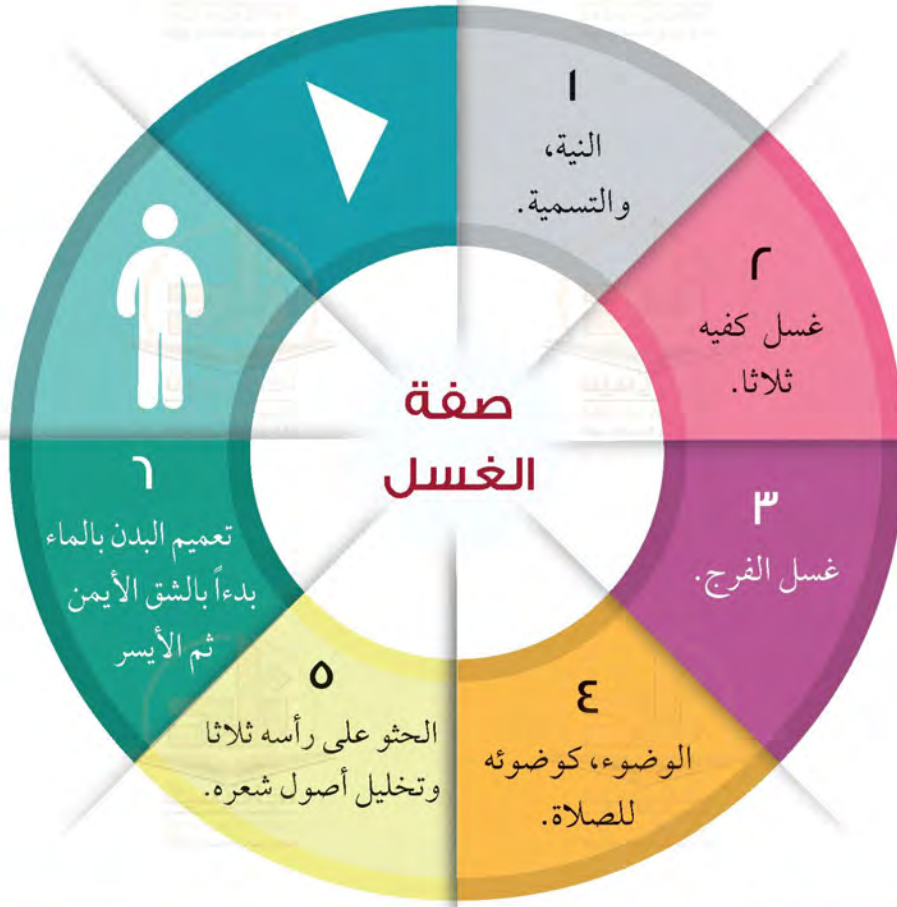 صفة
الغسل
١
النية،
والتسمية.
٢
غسل كفيه
ثلاثا.
٣
غسل الفرج.
٤
الوضوء، كوضوئه
للصلاة.
٥
الحثو على رأسه ثلاثا
وتخليل أصول شعره.
٦
تعميم البدن بالماء
بدءاً بالشق الأيمن
ثم الأيسر